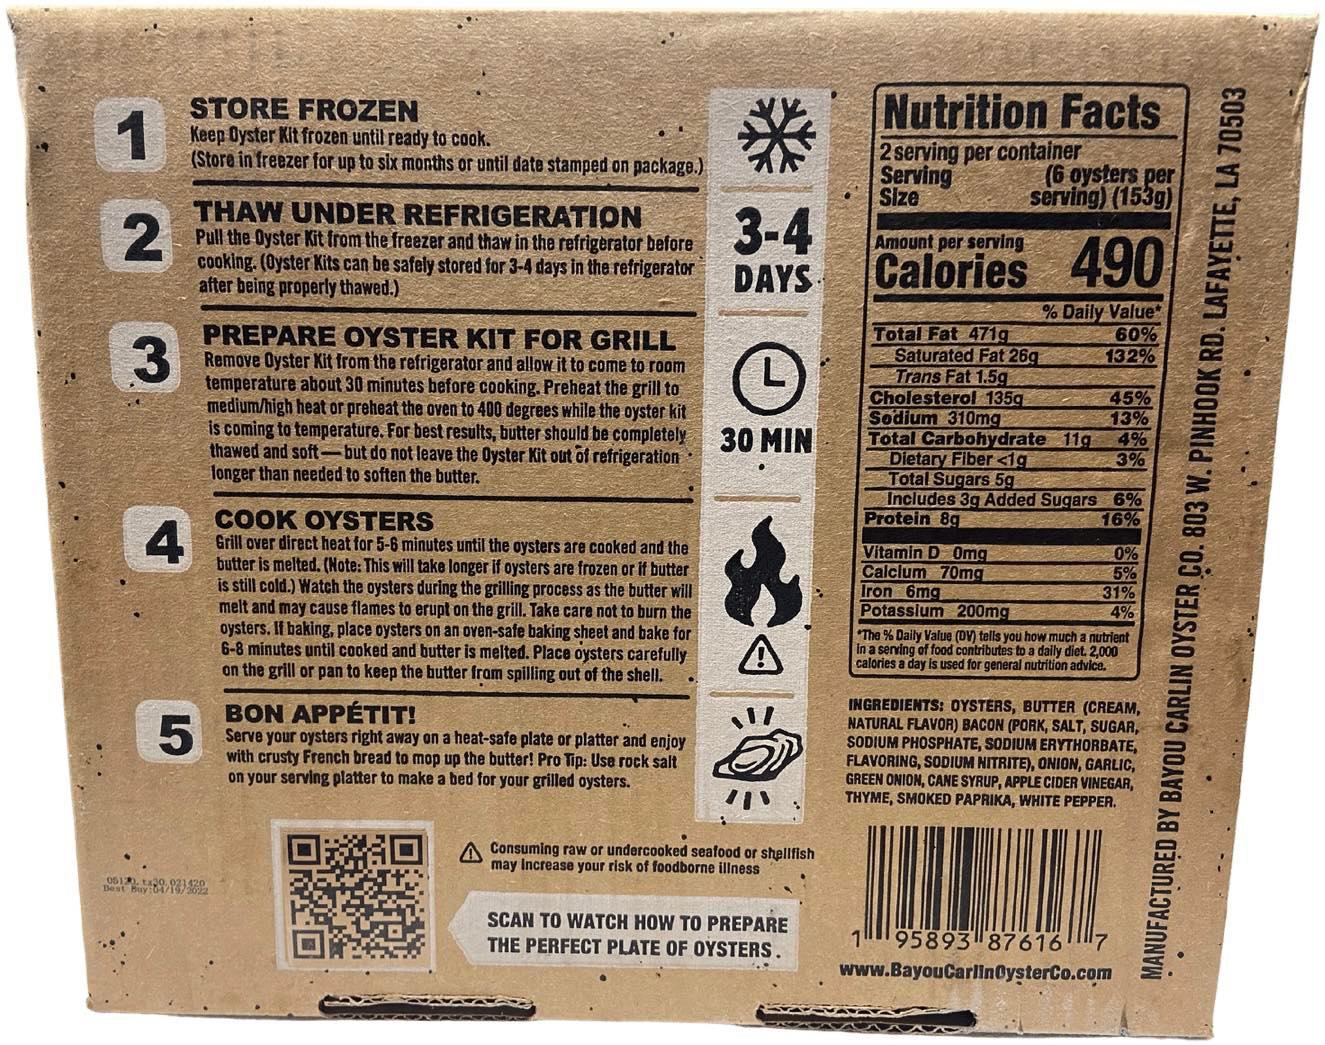 1
STORE FROZEN
Keep Oyster Kit frozen until ready to cook.
(Store in freezer for up to six months or until date stamped on package.)
2
THAW UNDER REFRIGERATION
Pull the Oyster Kit from the freezer and thaw in the refrigerator before
cooking. (Oyster Kits can be safely stored for 3-4 days in the refrigerator
after being properly thawed.)
3-4
DAYS
3
PREPARE OYSTER KIT FOR GRILL
Remove Oyster Kit from the refrigerator and allow it to come to room
temperature about 30 minutes before cooking. Preheat the grill to
medium/high heat or preheat the oven to 400 degrees while the oyster kit
is coming to temperature. For best results, butter should be completely
thawed and soft — but do not leave the Oyster Kit out of refrigeration
longer than needed to soften the butter.
30 MIN
4
COOK OYSTERS
Grill over direct heat for 5-6 minutes until the oysters are cooked and the
butter is melted. (Note: This will take longer if oysters are frozen or if butter
is still cold.) Watch the oysters during the grilling process as the butter will
melt and may cause flames to erupt on the grill. Take care not to burn the
oysters. If baking, place oysters on an oven-safe baking sheet and bake for
6-8 minutes until cooked and butter is melted. Place oysters carefully
on the grill or pan to keep the butter from spilling out of the shell.
5
BON APPÉTIT!
Serve your oysters right away on a heat-safe plate or platter and enjoy
with crusty French bread to mop up the butter! Pro Tip: Use rock salt
on your serving platter to make a bed for your grilled oysters.
Consuming raw or undercooked seafood or shellfish
may increase your risk of foodborne illness
SCAN TO WATCH HOW TO PREPARE
THE PERFECT PLATE OF OYSTERS.
021420
Best Buy:04/19/2022
Nutrition Facts
2 serving per container
Serving (6 oysters per
Size serving) (153g)
Amount per serving
Calories 490
% Daily Value*
Total Fat 471g 60%
Saturated Fat 26g 132%
Trans Fat 1.5g
Cholesterol 135g 45%
Sodium 310mg 13%
Total Carbohydrate 11g 4%
Dietary Fiber <1g 3%
Total Sugars 5g
Includes 3g Added Sugars 6%
Protein 8g 16%
Vitamin D 0mg 0%
Calcium 70mg 5%
Iron 6mg 31%
Potassium 200mg 4%
*The % Daily Value (DV) tells you how much a nutrient
in a serving of food contributes to a daily diet. 2,000
calories a day is used for general nutrition advice.
INGREDIENTS: OYSTERS, BUTTER (CREAM,
NATURAL FLAVOR) BACON (PORK, SALT, SUGAR,
SODIUM PHOSPHATE, SODIUM ERYTHORBATE,
FLAVORING, SODIUM NITRITE), ONION, GARLIC,
GREEN ONION, CANE SYRUP, APPLE CIDER VINEGAR,
THYME, SMOKED PAPRIKA, WHITE PEPPER.
1 95893 87616 7
www.BayouCarlinOysterCo.com
MANUFACTURED BY BAYOU CARLIN OYSTER CO. 803 W. PINHOOK RD. LAFAYETTE, LA 70503